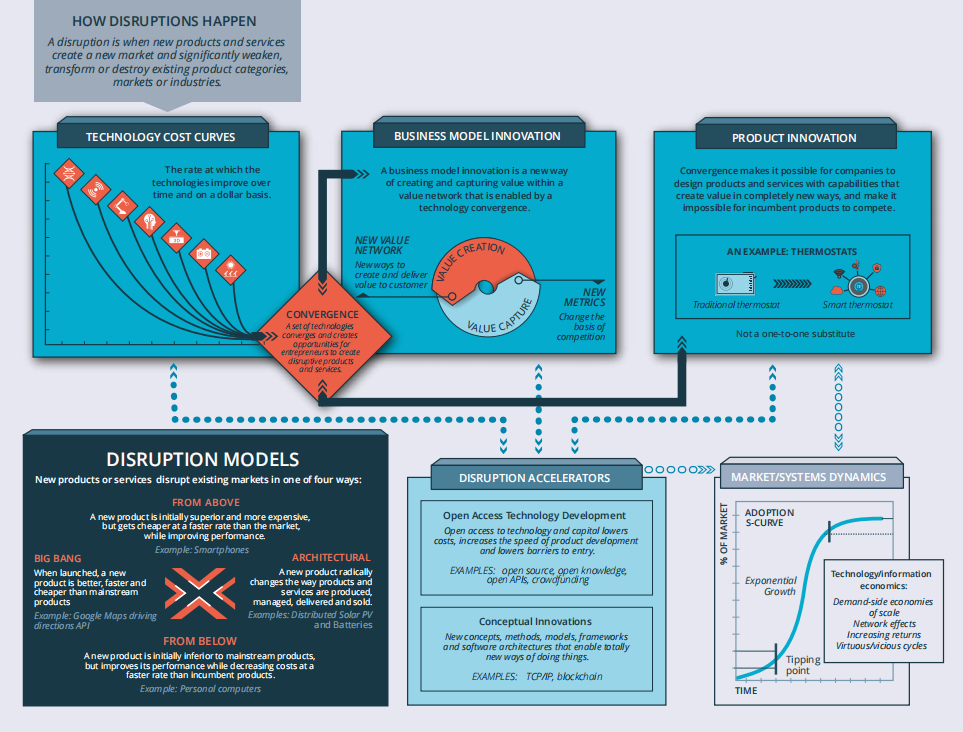 HOW DISRUPTIONS HAPPEN
A disruption is when new products and services
create a new market and significantly weaken,
transform or destroy existing product categories,
markets or industries.
TECHNOLOGY COST CURVES
The rate at which the
technologies improve over
time and on a dollar basis.
3D
CONVERGENCE
A set of technologies
converges and creates
opportunities for
entrepreneurs to create
disruptive products
and services.
BUSINESS MODEL INNOVATION
A business model innovation is a new way
of creating and capturing value within a
value network that is enabled by a
technology convergence.
NEW VALUE
NETWORK
New ways to
create and deliver
value to customer
VALUE CREATION
VALUE CAPTURE
NEW
METRICS
Change the
basis of
competition
PRODUCT INNOVATION
Convergence makes it possible for companies to
design products and services with capabilities that
create value in completely new ways, and make it
impossible for incumbent products to compete.
AN EXAMPLE: THERMOSTATS
Traditional thermostat
Smart thermostat
Not a one-to-one substitute
DISRUPTION MODELS
New products or services disrupt existing markets in one of four ways:
FROM ABOVE
A new product is initially superior and more expensive,
but gets cheaper at a faster rate than the market,
while improving performance.
Example: Smartphones
BIG BANG
When launched, a new
product is better, faster and
cheaper than mainstream
products
Example: Google Maps driving
directions API
ARCHITECTURAL
A new product radically
changes the way products and
services are produced,
managed, delivered and sold.
Examples: Distributed Solar PV
and Batteries
FROM BELOW
A new product is initially inferior to mainstream products,
but improves its performance while decreasing costs at a
faster rate than incumbent products.
Example: Personal computers
DISRUPTION ACCELERATORS
Open Access Technology Development
Open access to technology and capital lowers
costs, increases the speed of product development
and lowers barriers to entry.
EXAMPLES: open source, open knowledge,
open APIs, crowdfunding
Conceptual Innovations
New concepts, methods, models, frameworks
and software architectures that enable totally
new ways of doing things.
EXAMPLES: TCP/IP, blockchain
MARKET/SYSTEMS DYNAMICS
% OF MARKET
ADOPTION
S-CURVE
Exponential
Growth
Tipping
point
TIME
Technology/information
economics:
Demand-side economies
of scale
Network effects
Increasing returns
Virtuous/vicious cycles